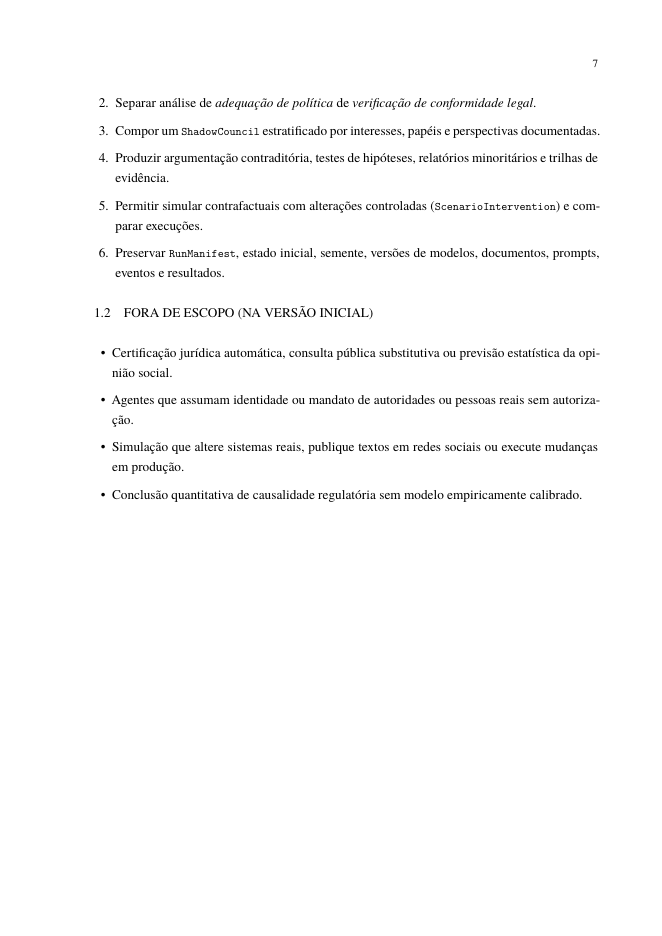 7
2. Separar análise de adequação de política de verificação de conformidade legal.
3. Compor um ShadowCouncil estratificado por interesses, papéis e perspectivas documentadas.
4. Produzir argumentação contraditória, testes de hipóteses, relatórios minoritários e trilhas de
evidência.
5. Permitir simular contrafactuais com alterações controladas (ScenarioIntervention) e com-
parar execuções.
6. Preservar RunManifest, estado inicial, semente, versões de modelos, documentos, prompts,
eventos e resultados.
1.2 FORA DE ESCOPO (NA VERSÃO INICIAL)
• Certificação jurídica automática, consulta pública substitutiva ou previsão estatística da opi-
nião social.
• Agentes que assumam identidade ou mandato de autoridades ou pessoas reais sem autoriza-
ção.
• Simulação que altere sistemas reais, publique textos em redes sociais ou execute mudanças
em produção.
• Conclusão quantitativa de causalidade regulatória sem modelo empiricamente calibrado.